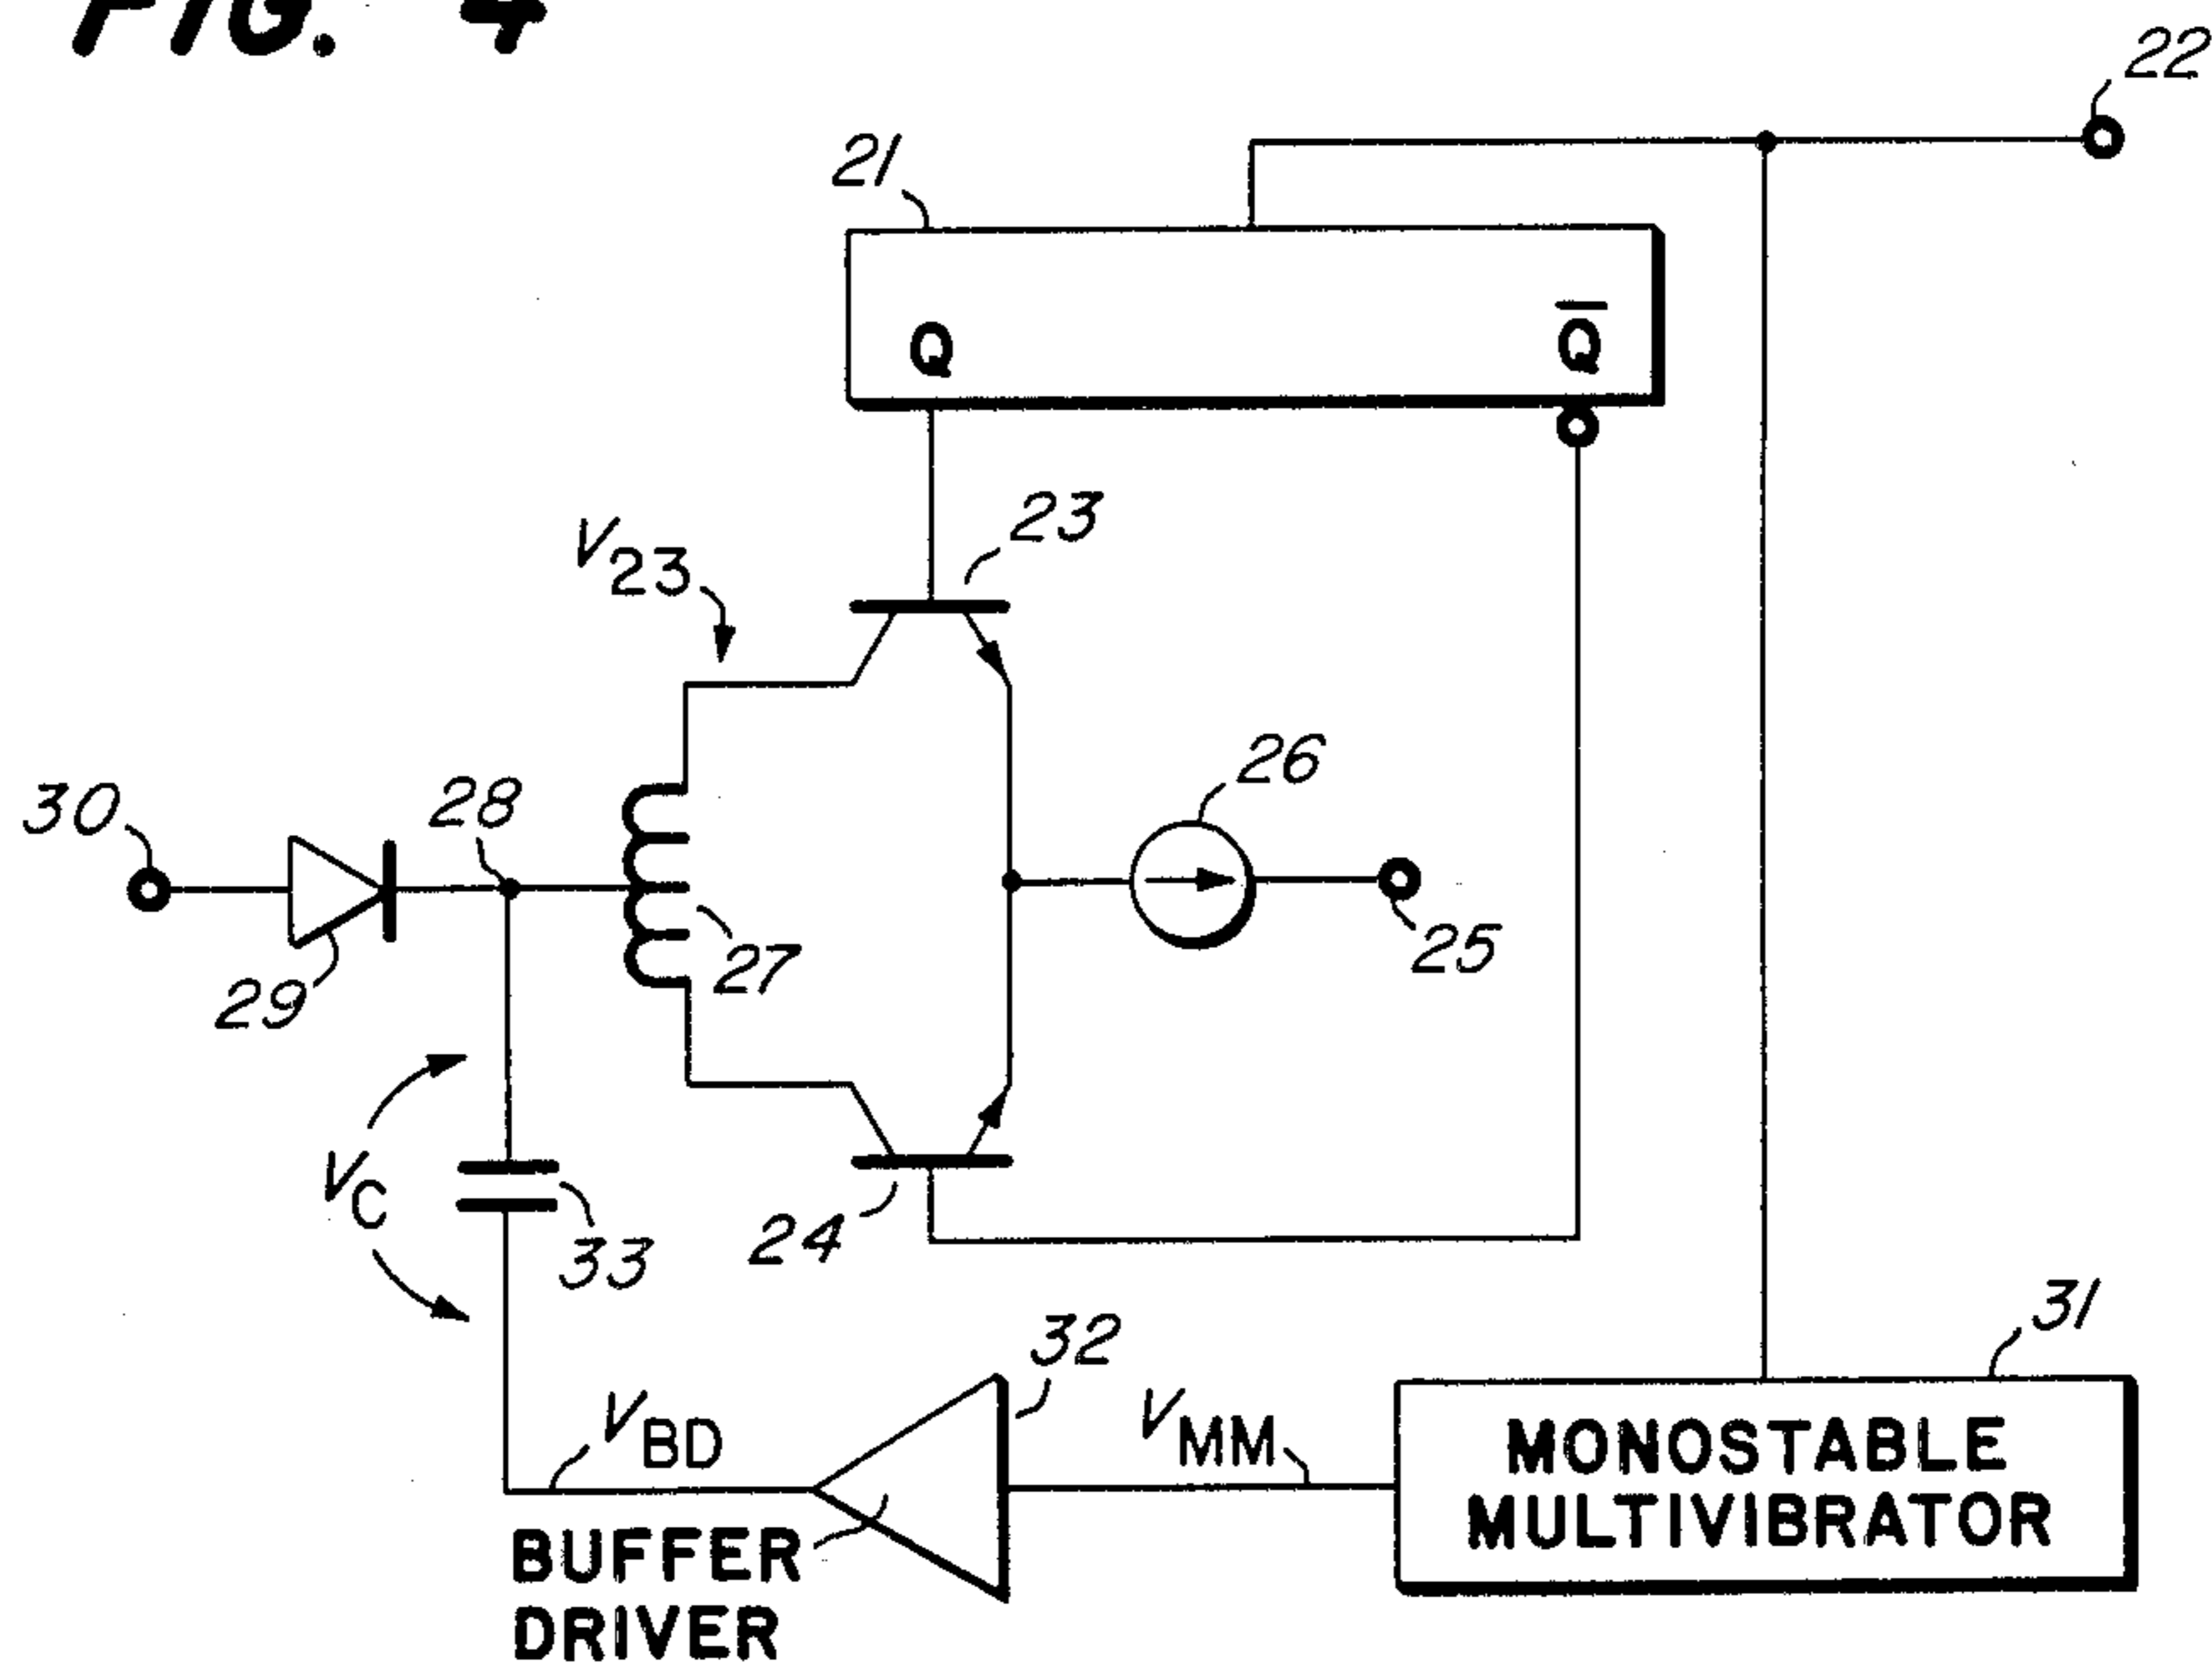 FIG. 4
22
21
Q
Q̅
23
V23
26
30
28
27
25
29
VC
33
24
31
32
VBD
VMM
MONOSTABLE
MULTIVIBRATOR
BUFFER
DRIVER